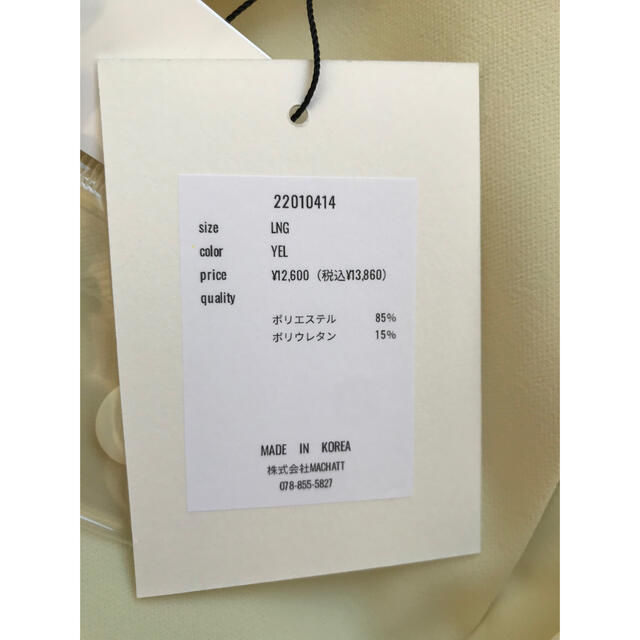 22010414
size LNG
color YEL
price ¥12,600（税込¥13,860）
quality
ポリエステル 85%
ポリウレタン 15%
MADE IN KOREA
株式会社MACHATT
078-855-5827